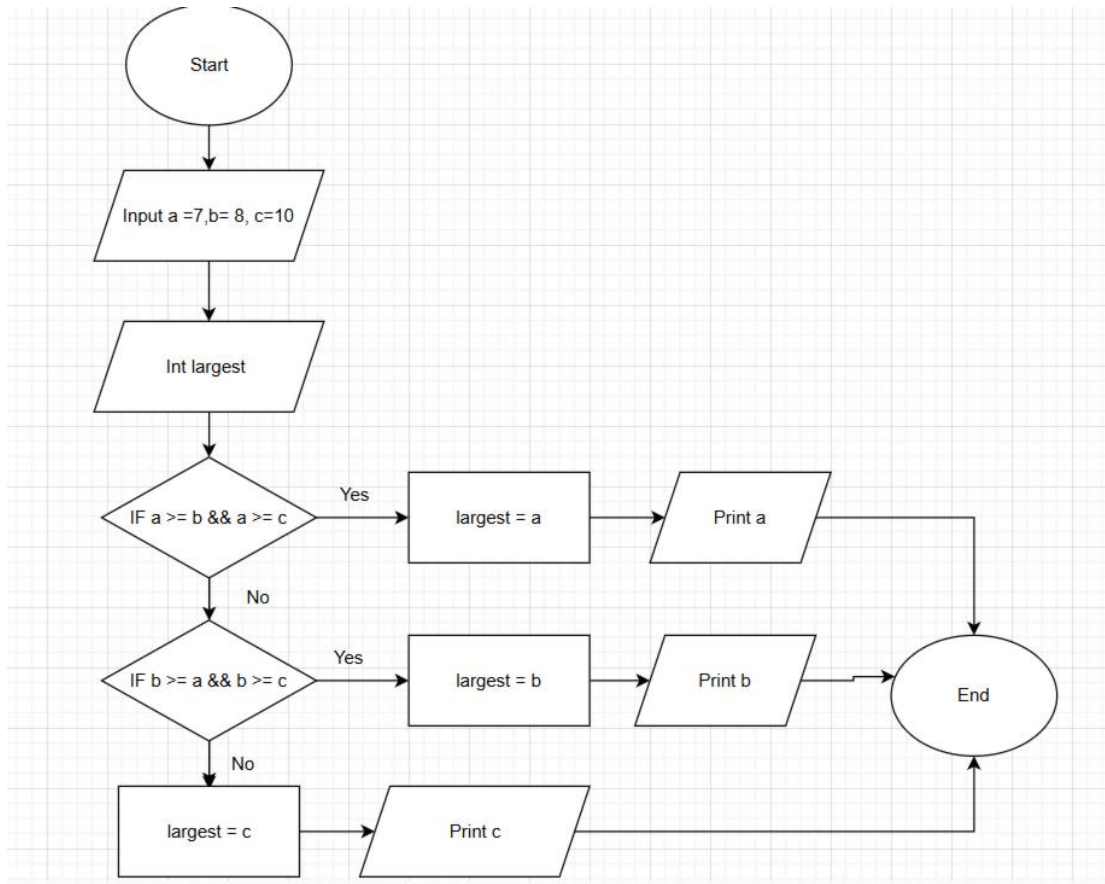 Start
Input a =7,b= 8, c=10
Int largest
IF a >= b && a >= c
Yes
largest = a
Print a
No
IF b >= a && b >= c
Yes
largest = b
Print b
End
No
largest = c
Print c